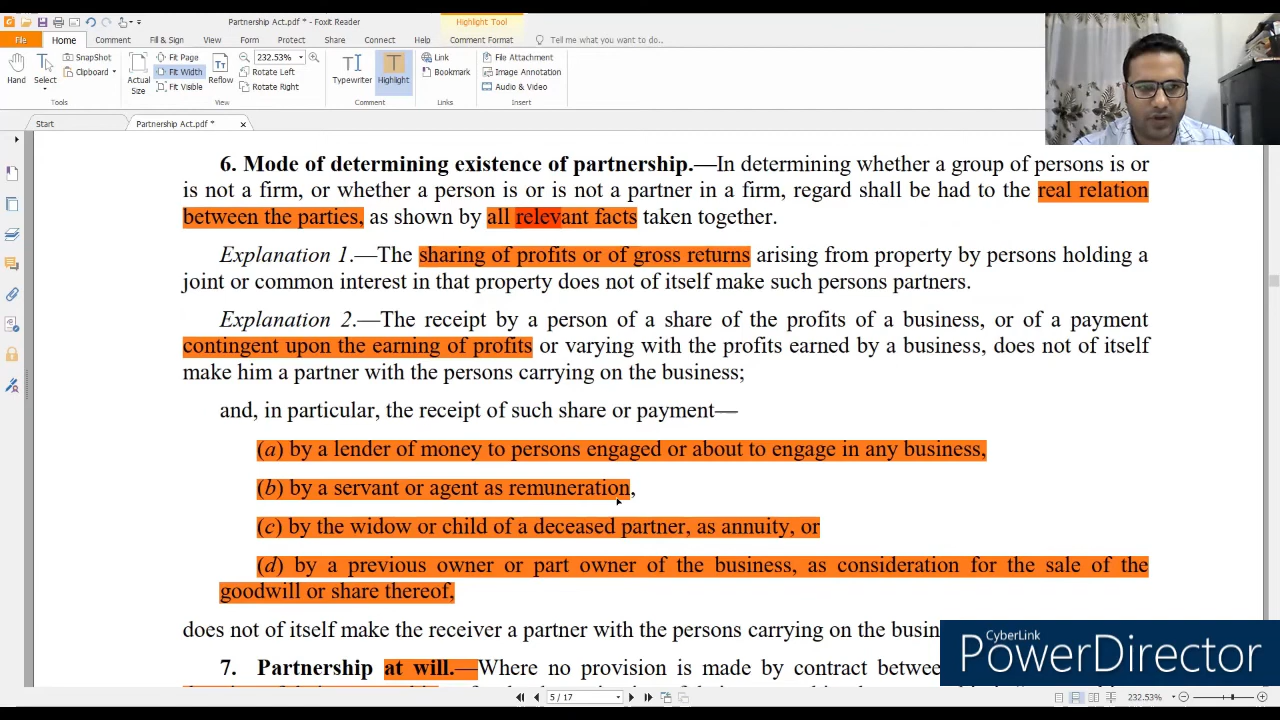 Partnership Act.pdf * - Foxit Reader
Highlight Tool
File Home Comment Fill & Sign View Form Protect Share Connect Help Comment Format Tell me what you want to do..
SnapShot Fit Page 232.53% Link File Attachment
Clipboard Fit Width Rotate Left Bookmark Image Annotation
Hand Select Actual Size Reflow Fit Visible Rotate Right Typewriter Highlight Audio & Video
Tools View Comment Links Insert
Start Partnership Act.pdf *
6. Mode of determining existence of partnership.—In determining whether a group of persons is or
is not a firm, or whether a person is or is not a partner in a firm, regard shall be had to the real relation
between the parties, as shown by all relevant facts taken together.
Explanation 1.—The sharing of profits or of gross returns arising from property by persons holding a
joint or common interest in that property does not of itself make such persons partners.
Explanation 2.—The receipt by a person of a share of the profits of a business, or of a payment
contingent upon the earning of profits or varying with the profits earned by a business, does not of itself
make him a partner with the persons carrying on the business;
and, in particular, the receipt of such share or payment—
(a) by a lender of money to persons engaged or about to engage in any business,
(b) by a servant or agent as remuneration,
(c) by the widow or child of a deceased partner, as annuity, or
(d) by a previous owner or part owner of the business, as consideration for the sale of the
goodwill or share thereof,
does not of itself make the receiver a partner with the persons carrying on the busin
CyberLink
PowerDirector
7. Partnership at will.—Where no provision is made by contract betwee
5 / 17
232.53%